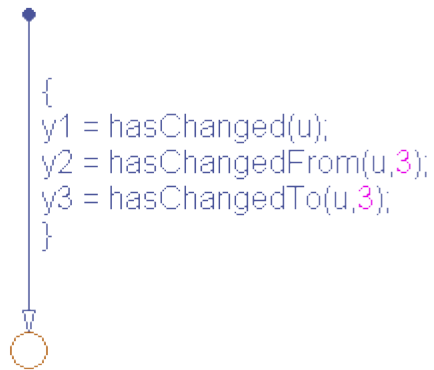 {
y1 = hasChanged(u);
y2 = hasChangedFrom(u,3);
y3 = hasChangedTo(u,3);
}